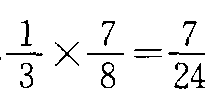 .1/3 × 7/8 = 7/24